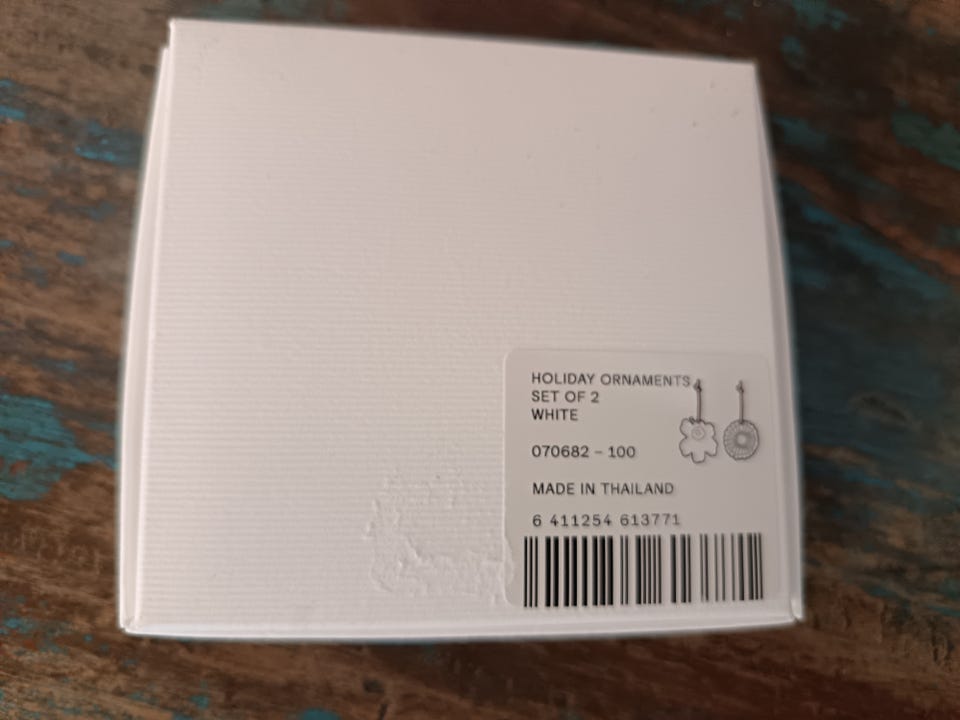 HOLIDAY ORNAMENTS
SET OF 2
WHITE
070682 – 100
MADE IN THAILAND
6 411254 613771